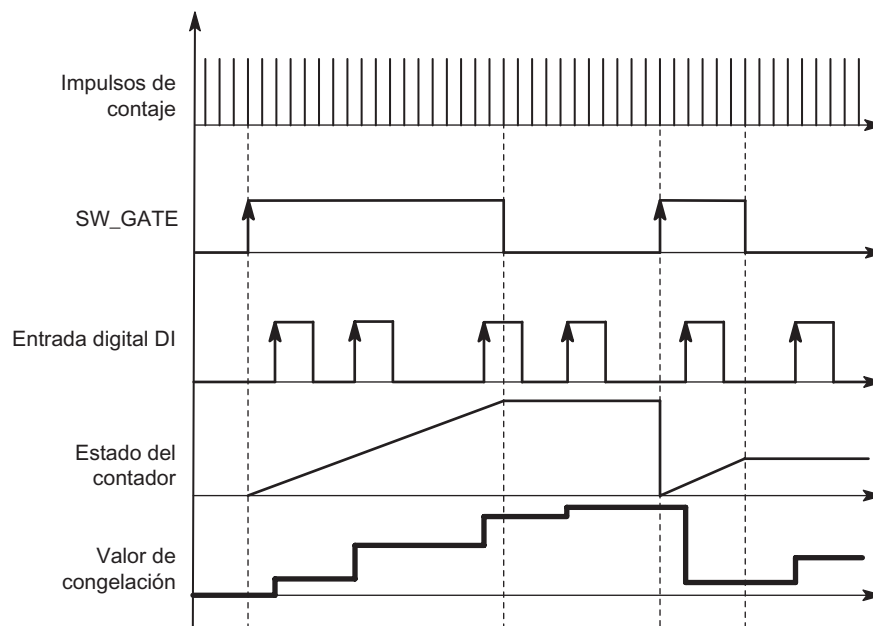 Impulsos de
contaje
SW_GATE
Entrada digital DI
Estado del
contador
Valor de
congelación